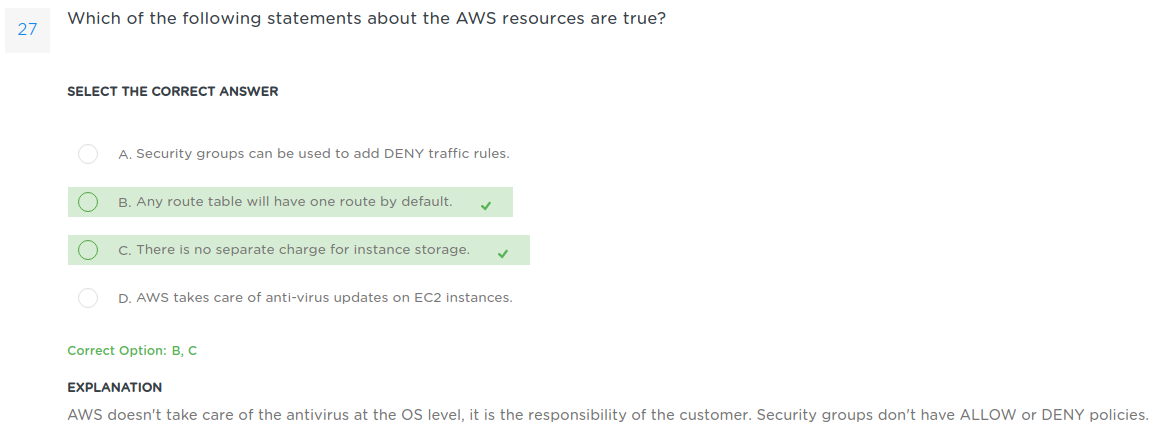 27
Which of the following statements about the AWS resources are true?
SELECT THE CORRECT ANSWER
A. Security groups can be used to add DENY traffic rules.
B. Any route table will have one route by default.
C. There is no separate charge for instance storage.
D. AWS takes care of anti-virus updates on EC2 instances.
Correct Option: B, C
EXPLANATION
AWS doesn't take care of the antivirus at the OS level, it is the responsibility of the customer. Security groups don't have ALLOW or DENY policies.